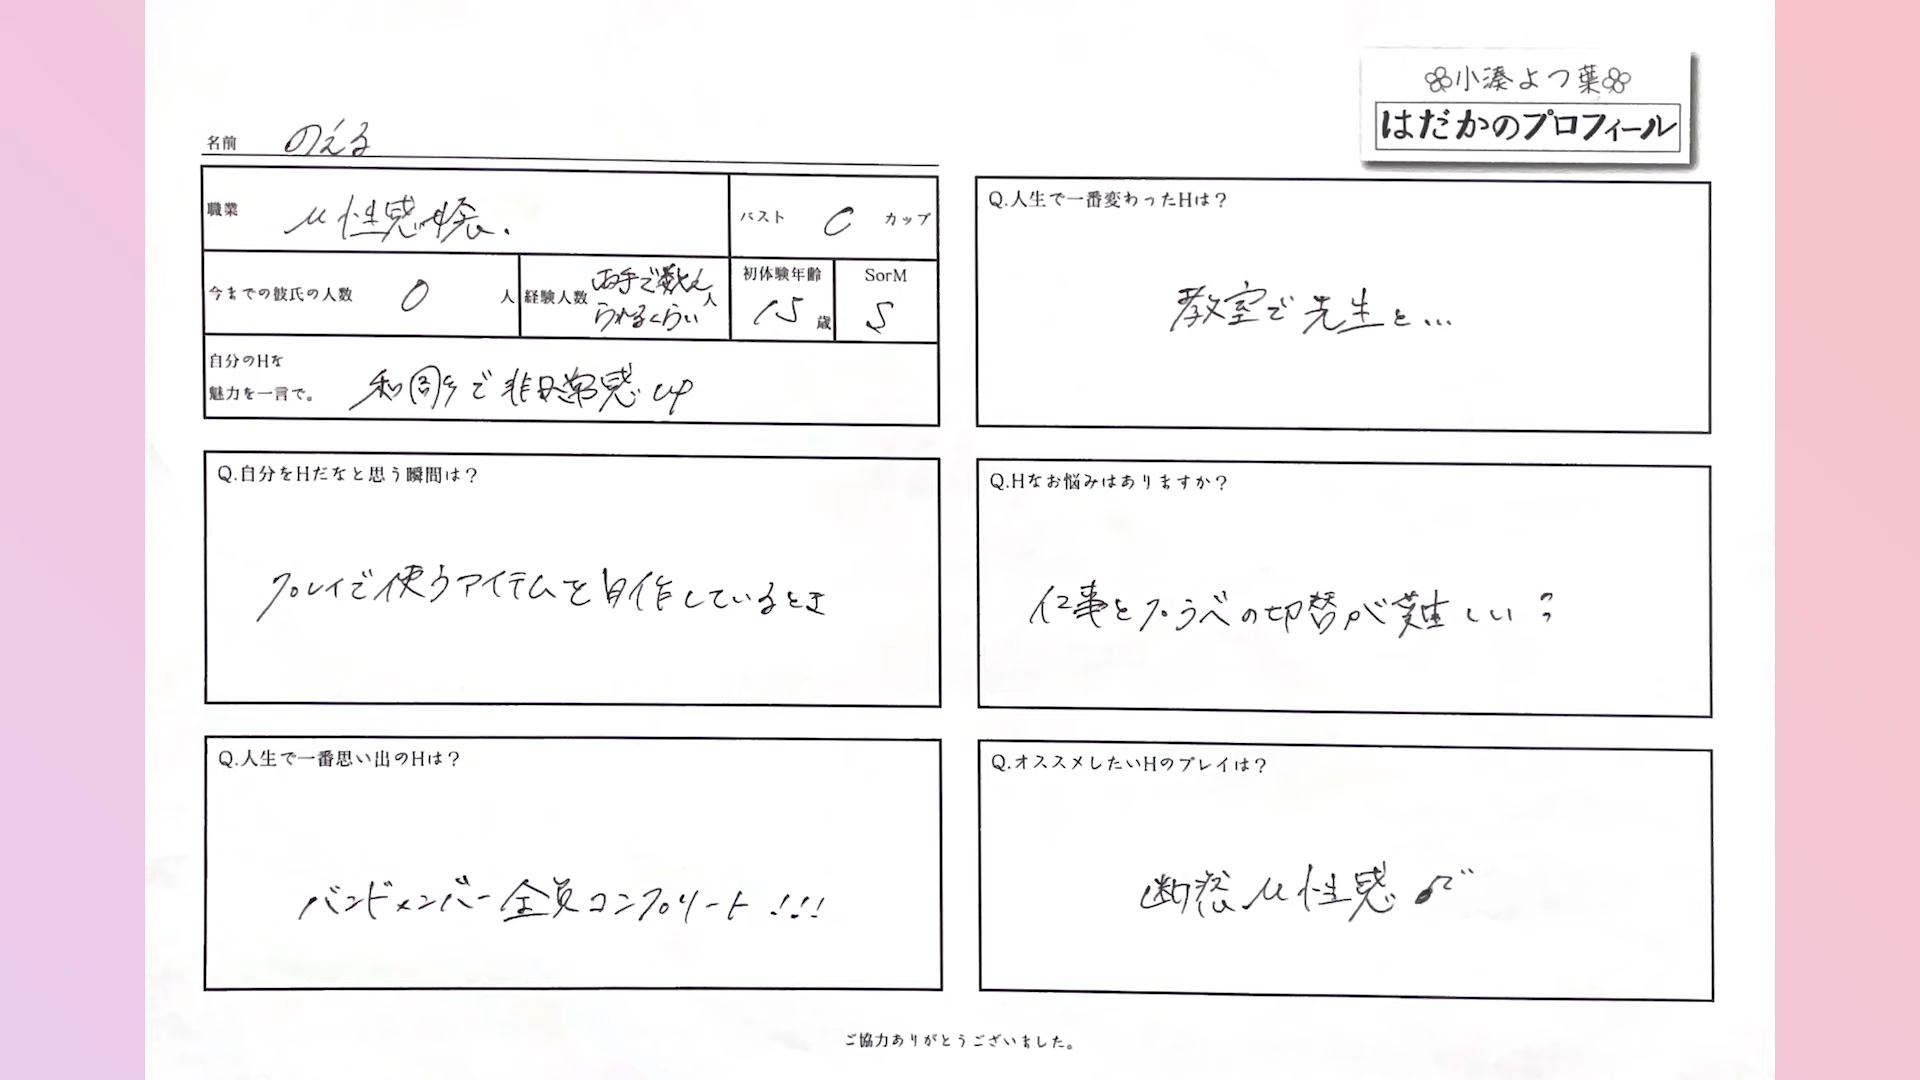 小湊よつ葉
はだかのプロフィール
名前 のえる
職業 M性感嬢.
バスト C カップ
今までの彼氏の人数 0 人
経験人数 両手で数え
られるくらい 人
初体験年齢 15 歳
SorM S
自分のHを
魅力を一言で。 和周りで非日常感up
Q.人生で一番変わったHは？
教室で先生と...
Q.自分をHだなと思う瞬間は？
プレイで使うアイテムを自作しているとき
Q.Hなお悩みはありますか？
仕事とプラべの切替が難しい？
Q.人生で一番思い出のHは？
バンドメンバー全員コンプリート!!!
Q.オススメしたいHのプレイは？
断然M性感
ご協力ありがとうございました。